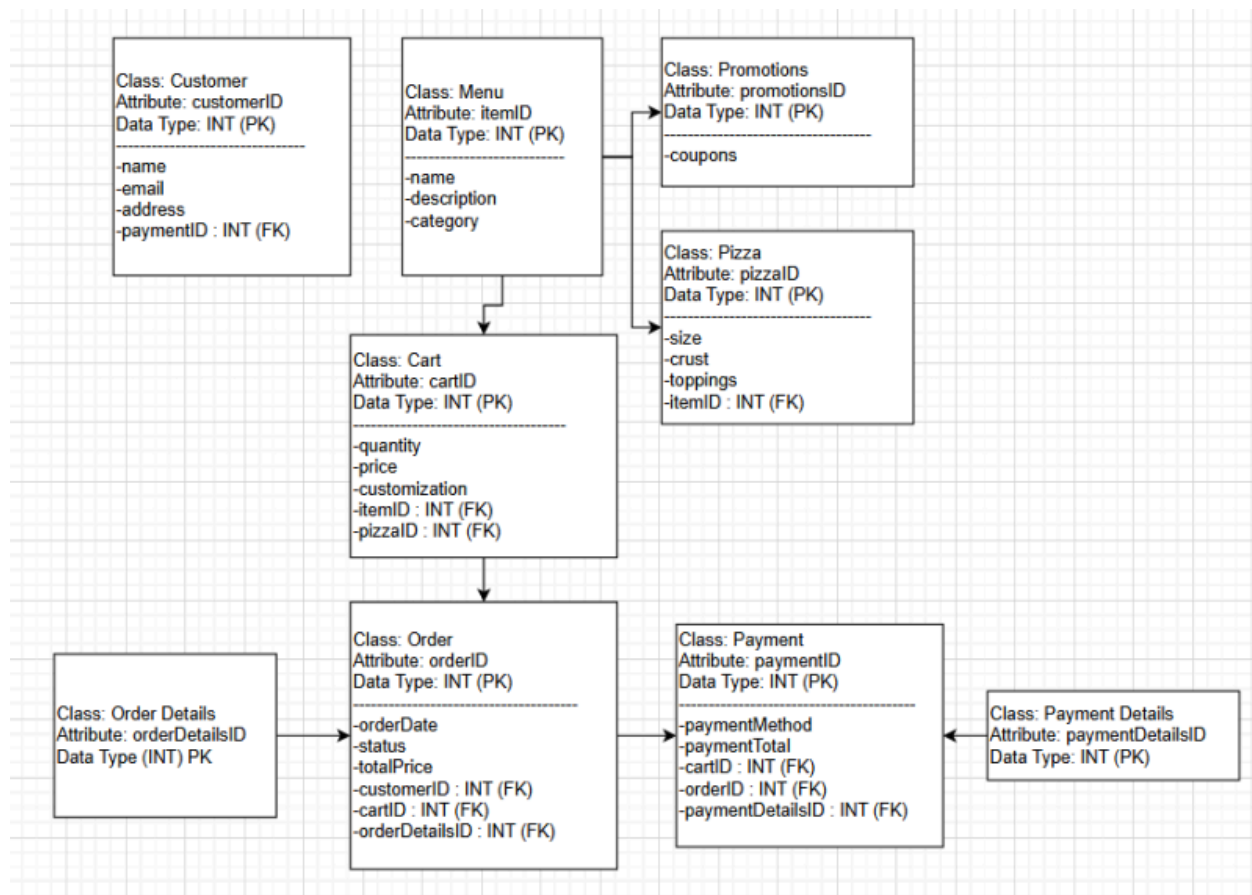 Class: Customer
Attribute: customerID
Data Type: INT (PK)
-----------------------------
-name
-email
-address
-paymentID : INT (FK)
Class: Menu
Attribute: itemID
Data Type: INT (PK)
-----------------------------
-name
-description
-category
Class: Promotions
Attribute: promotionsID
Data Type: INT (PK)
-----------------------------
-coupons
Class: Pizza
Attribute: pizzaID
Data Type: INT (PK)
-----------------------------
-size
-crust
-toppings
-itemID : INT (FK)
Class: Cart
Attribute: cartID
Data Type: INT (PK)
-----------------------------
-quantity
-price
-customization
-itemID : INT (FK)
-pizzaID : INT (FK)
Class: Order Details
Attribute: orderDetailsID
Data Type (INT) PK
Class: Order
Attribute: orderID
Data Type: INT (PK)
-----------------------------
-orderDate
-status
-totalPrice
-customerID : INT (FK)
-cartID : INT (FK)
-orderDetailsID : INT (FK)
Class: Payment
Attribute: paymentID
Data Type: INT (PK)
-----------------------------
-paymentMethod
-paymentTotal
-cartID : INT (FK)
-orderID : INT (FK)
-paymentDetailsID : INT (FK)
Class: Payment Details
Attribute: paymentDetailsID
Data Type: INT (PK)